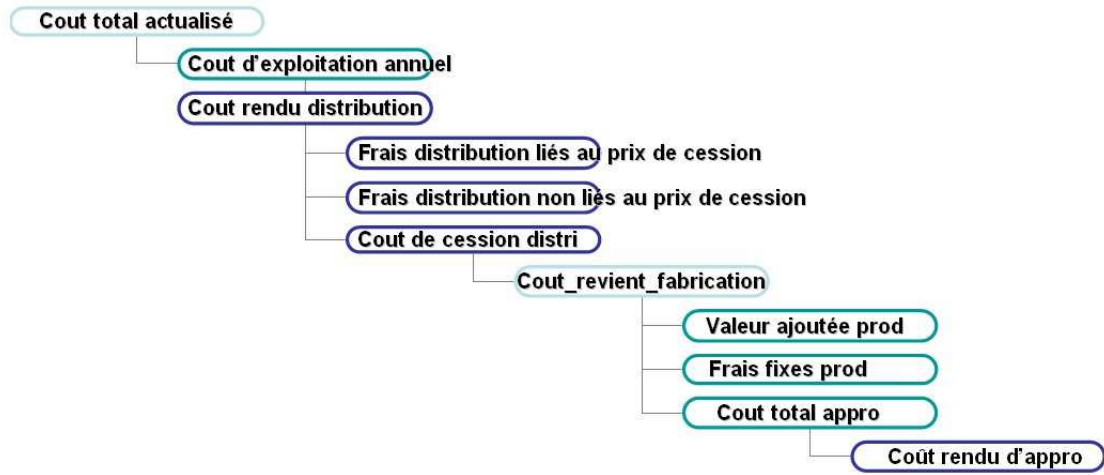 Cout total actualisé
Cout d'exploitation annuel
Cout rendu distribution
Frais distribution liés au prix de cession
Frais distribution non liés au prix de cession
Cout de cession distri
Cout_revient_fabrication
Valeur ajoutée prod
Frais fixes prod
Cout total appro
Coût rendu d'appro